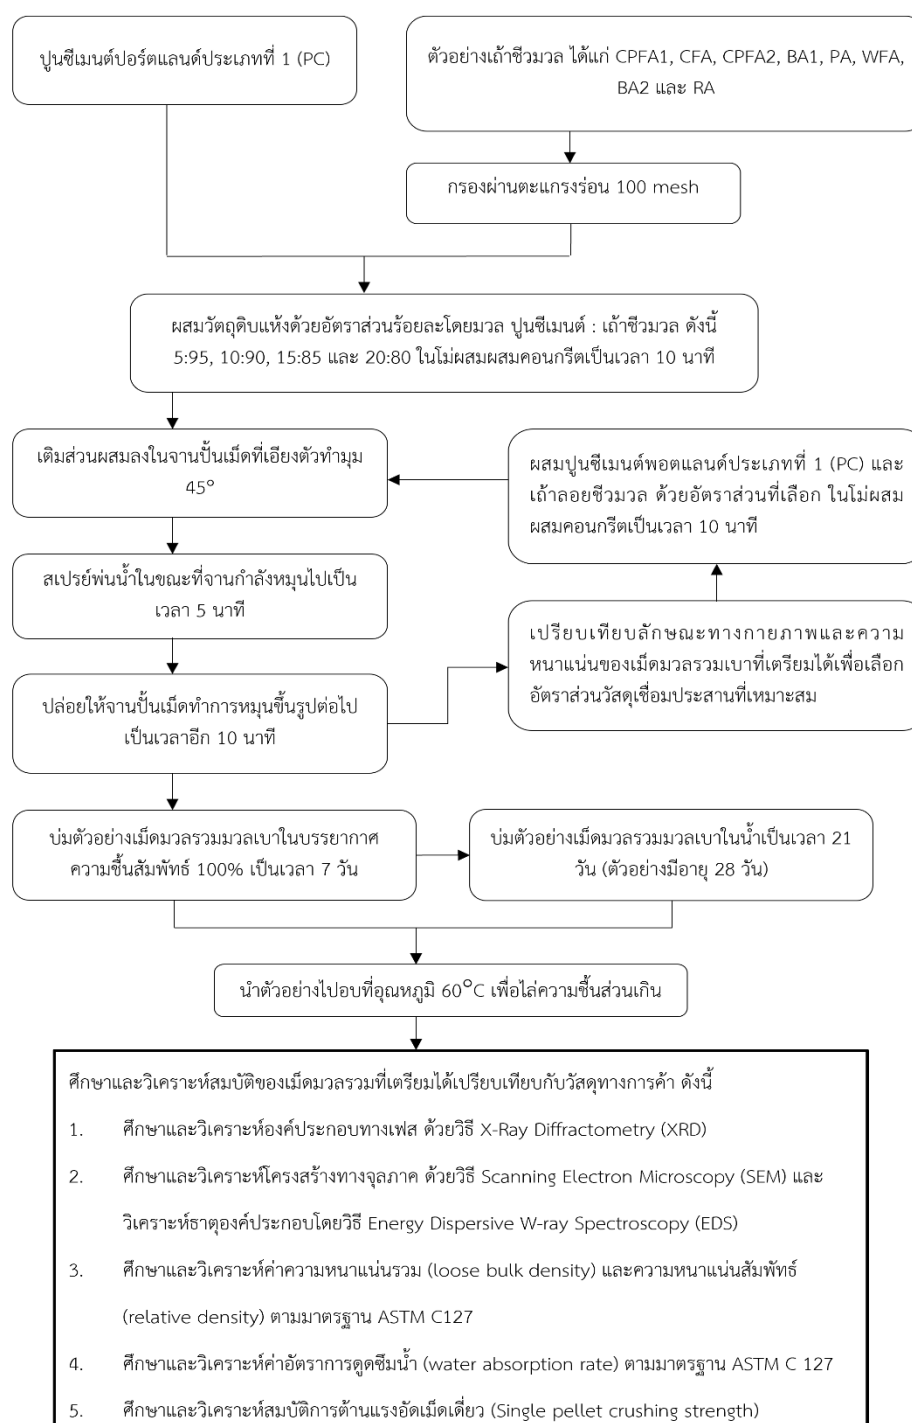 ปูนซีเมนต์ปอร์ตแลนด์ประเภทที่ 1 (PC)
ตัวอย่างเถ้าชีวมวล ได้แก่ CPFA1, CFA, CPFA2, BA1, PA, WFA,
BA2 และ RA
กรองผ่านตะแกรงร่อน 100 mesh
ผสมวัตถุดิบแห้งด้วยอัตราส่วนร้อยละโดยมวล ปูนซีเมนต์ : เถ้าชีวมวล ดังนี้
5:95, 10:90, 15:85 และ 20:80 ในโม่ผสมผสมคอนกรีตเป็นเวลา 10 นาที
เติมส่วนผสมลงในจานปั้นเม็ดที่เอียงตัวทำมุม
45°
ผสมปูนซีเมนต์พอตแลนด์ประเภทที่ 1 (PC) และ
เถ้าลอยชีวมวล ด้วยอัตราส่วนที่เลือก ในโม่ผสม
ผสมคอนกรีตเป็นเวลา 10 นาที
สเปรย์พ่นน้ำในขณะที่จานกำลังหมุนไปเป็น
เวลา 5 นาที
เปรียบเทียบลักษณะทางกายภาพและความ
หนาแน่นของเม็ดมวลรวมเบาที่เตรียมได้เพื่อเลือก
อัตราส่วนวัสดุเชื่อมประสานที่เหมาะสม
ปล่อยให้จานปั้นเม็ดทำการหมุนขึ้นรูปต่อไป
เป็นเวลาอีก 10 นาที
บ่มตัวอย่างเม็ดมวลรวมมวลเบาในบรรยากาศ
ความชื้นสัมพัทธ์ 100% เป็นเวลา 7 วัน
บ่มตัวอย่างเม็ดมวลรวมมวลเบาในน้ำเป็นเวลา 21
วัน (ตัวอย่างมีอายุ 28 วัน)
นำตัวอย่างไปอบที่อุณหภูมิ 60°C เพื่อไล่ความชื้นส่วนเกิน
ศึกษาและวิเคราะห์สมบัติของเม็ดมวลรวมที่เตรียมได้เปรียบเทียบกับวัสดุทางการค้า ดังนี้
1. ศึกษาและวิเคราะห์องค์ประกอบทางเฟส ด้วยวิธี X-Ray Diffractometry (XRD)
2. ศึกษาและวิเคราะห์โครงสร้างทางจุลภาค ด้วยวิธี Scanning Electron Microscopy (SEM) และ
วิเคราะห์ธาตุองค์ประกอบโดยวิธี Energy Dispersive W-ray Spectroscopy (EDS)
3. ศึกษาและวิเคราะห์ค่าความหนาแน่นรวม (loose bulk density) และความหนาแน่นสัมพัทธ์
(relative density) ตามมาตรฐาน ASTM C127
4. ศึกษาและวิเคราะห์ค่าอัตราการดูดซึมน้ำ (water absorption rate) ตามมาตรฐาน ASTM C 127
5. ศึกษาและวิเคราะห์สมบัติการต้านแรงอัดเม็ดเดี่ยว (Single pellet crushing strength)